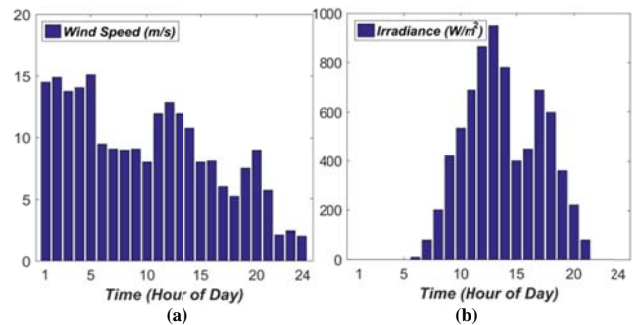 Wind Speed (m/s)
20
15
10
5
0
1 5 10 15 20 24
Time (Hour of Day)
(a)
Irradiance (W/m²)
1000
800
600
400
200
0
1 5 10 15 20 24
Time (Hour of Day)
(b)